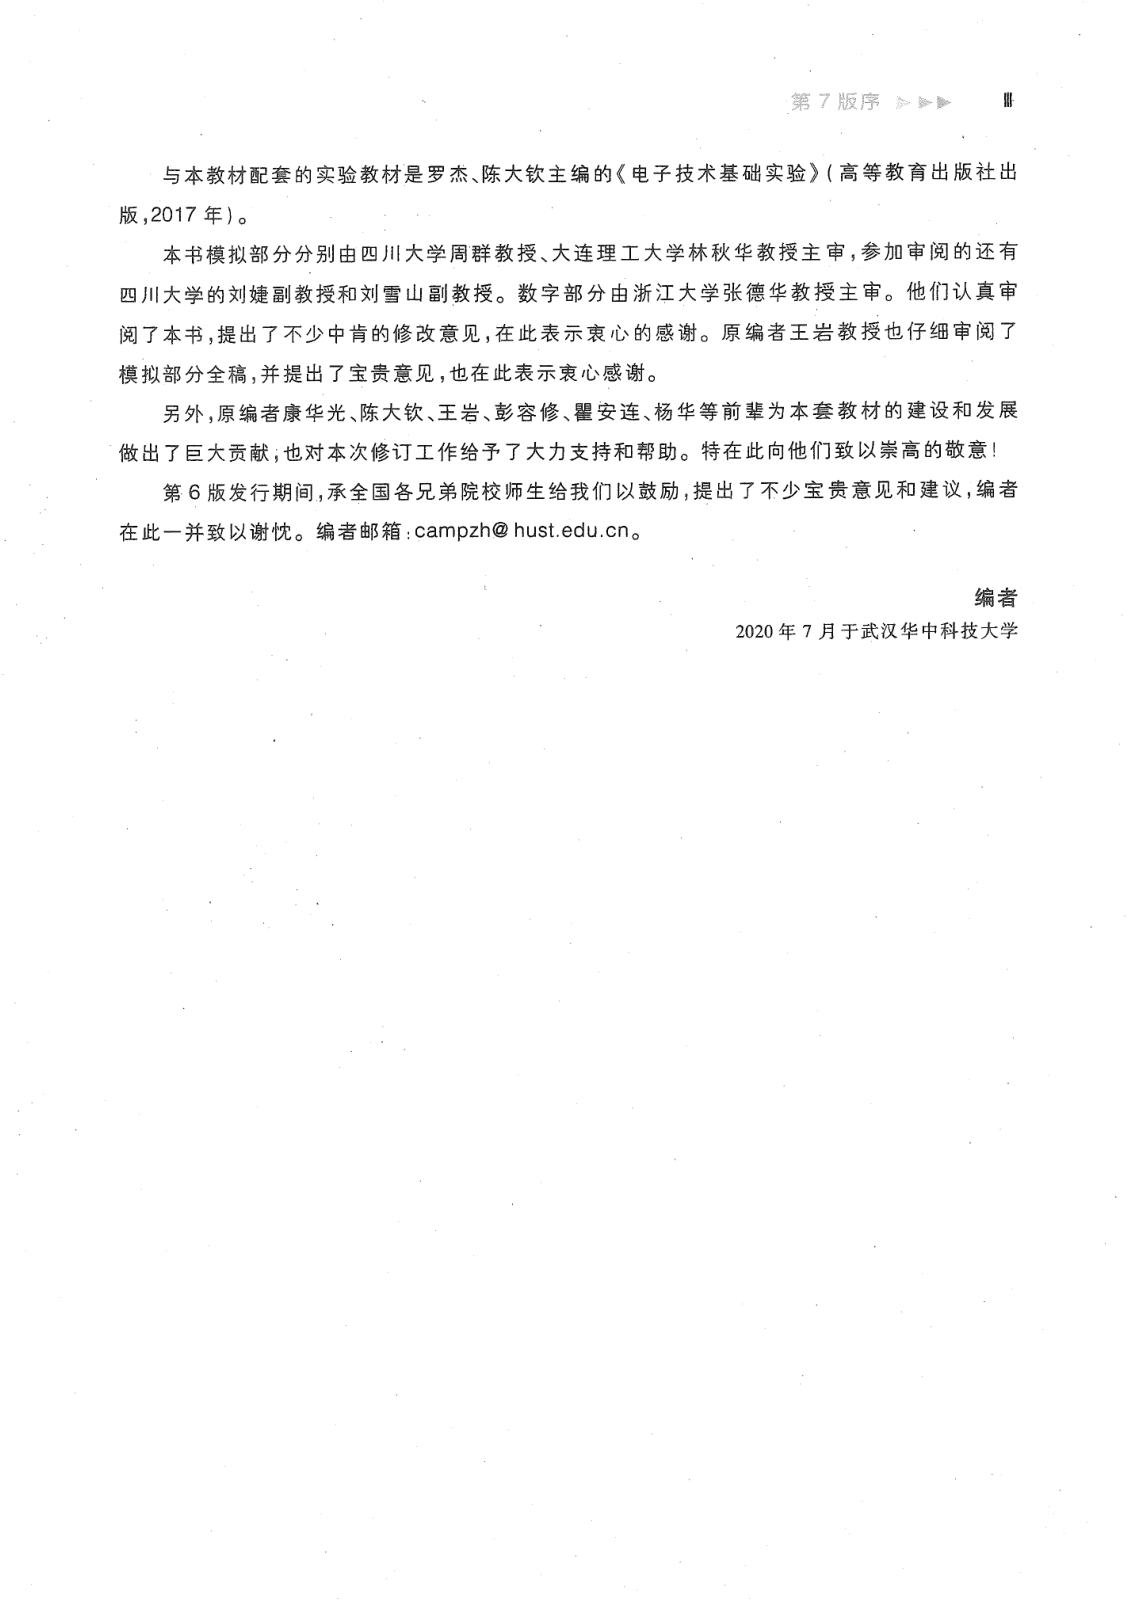 第 7 版序 Ⅲ
与本教材配套的实验教材是罗杰、陈大钦主编的《电子技术基础实验》(高等教育出版社出
版,2017 年)。
本书模拟部分分别由四川大学周群教授、大连理工大学林秋华教授主审,参加审阅的还有
四川大学的刘婕副教授和刘雪山副教授。数字部分由浙江大学张德华教授主审。他们认真审
阅了本书,提出了不少中肯的修改意见,在此表示衷心的感谢。原编者王岩教授也仔细审阅了
模拟部分全稿,并提出了宝贵意见,也在此表示衷心感谢。
另外,原编者康华光、陈大钦、王岩、彭容修、瞿安连、杨华等前辈为本套教材的建设和发展
做出了巨大贡献,也对本次修订工作给予了大力支持和帮助。特在此向他们致以崇高的敬意!
第 6 版发行期间,承全国各兄弟院校师生给我们以鼓励,提出了不少宝贵意见和建议,编者
在此一并致以谢忱。编者邮箱:campzh@hust.edu.cn。
编者
2020 年 7 月于武汉华中科技大学